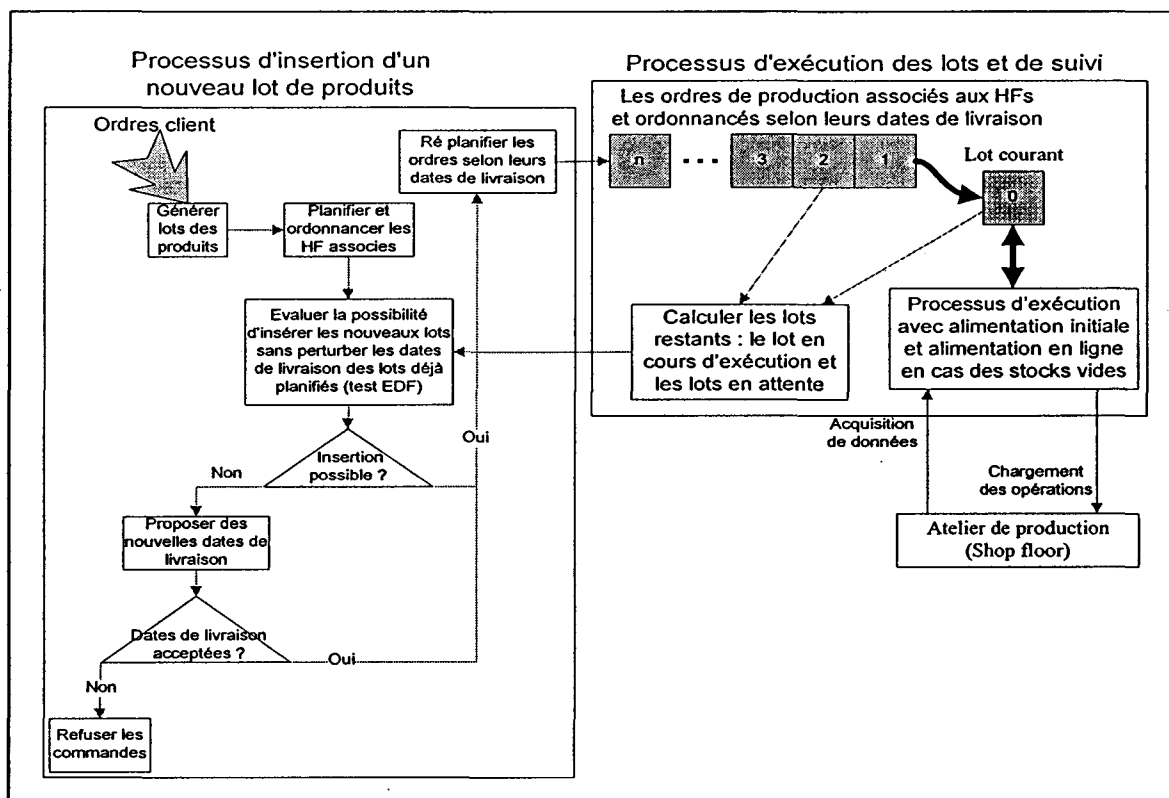 Processus d'insertion d'un
nouveau lot de produits
Ordres client
Générer
lots des
produits
Planifier et
ordonnancer les
HF associes
Ré planifier les
ordres selon leurs
dates de livraison
Evaluer la possibilité
d'insérer les nouveaux lots
sans perturber les dates
de livraison des lots déjà
planifiés (test EDF)
Insertion
possible ?
Oui
Non
Proposer des
nouvelles dates de
livraison
Dates de livraison
acceptées ?
Oui
Non
Refuser les
commandes
Processus d'exécution des lots et de suivi
Les ordres de production associés aux HFs
et ordonnancés selon leurs dates de livraison
n
3
2
1
Lot courant
0
Calculer les lots
restants : le lot en
cours d'exécution et
les lots en attente
Processus d'exécution
avec alimentation initiale
et alimentation en ligne
en cas des stocks vides
Acquisition
de données
Chargement
des opérations
Atelier de production
(Shop floor)